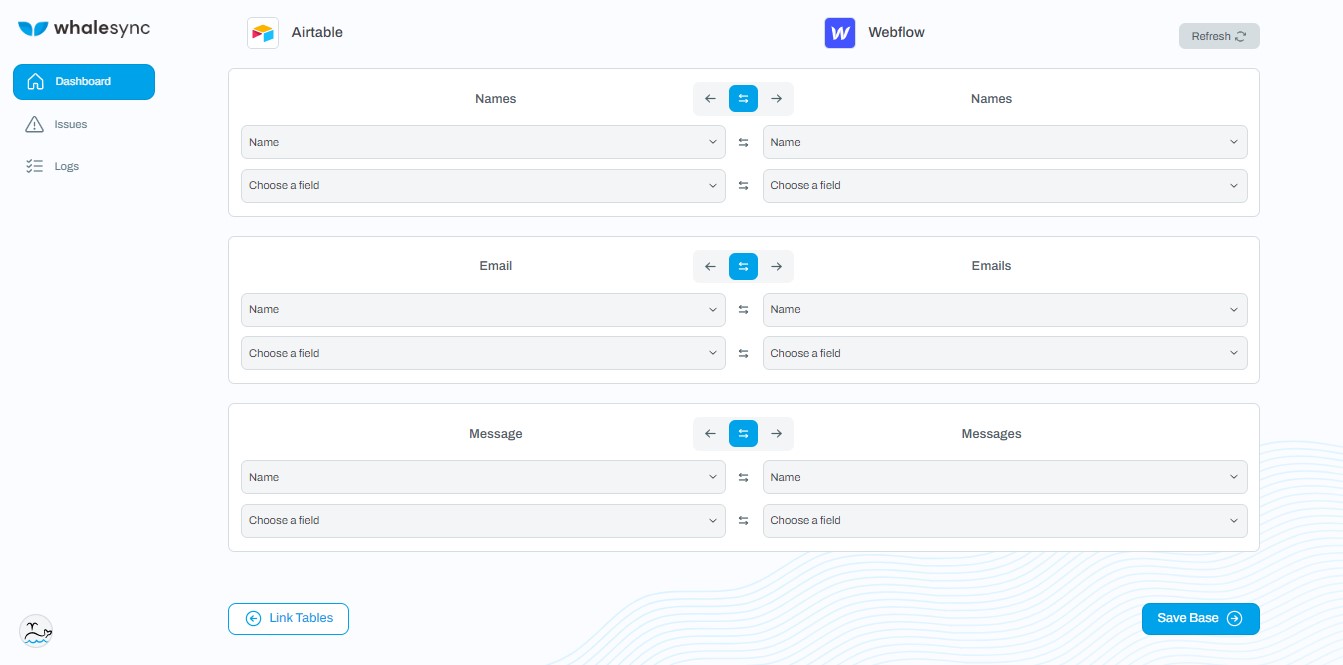 whalesync
Airtable
Webflow
Refresh
Dashboard
Issues
Logs
Names
Names
Name
Name
Choose a field
Choose a field
Email
Emails
Name
Name
Choose a field
Choose a field
Message
Messages
Name
Name
Choose a field
Choose a field
Link Tables
Save Base